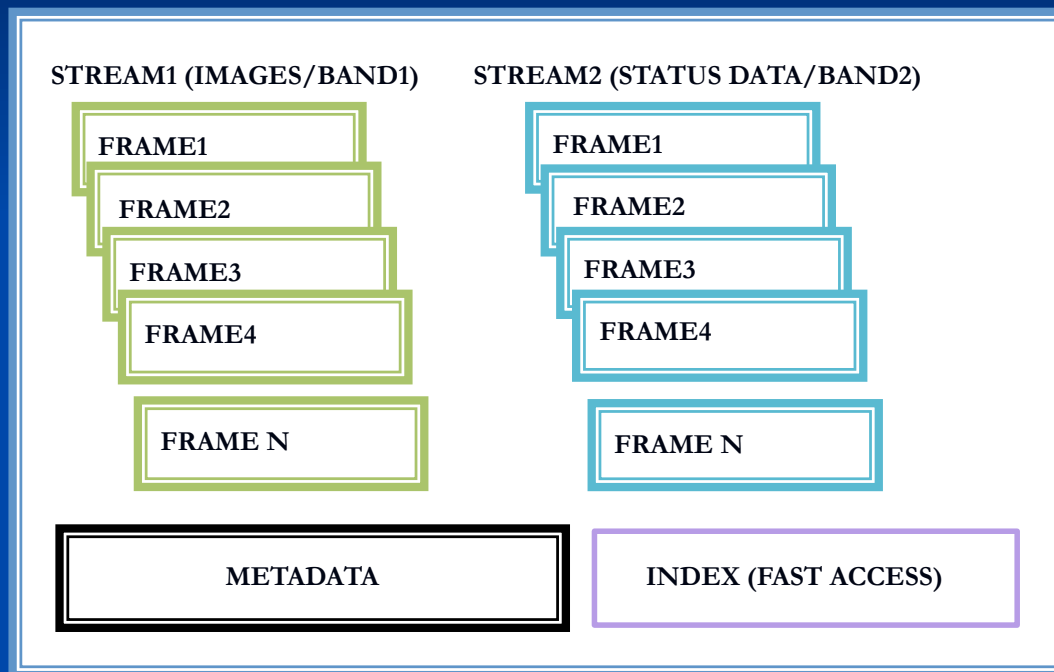 STREAM1 (IMAGES/BAND1)
FRAME1
FRAME2
FRAME3
FRAME4
FRAME N
STREAM2 (STATUS DATA/BAND2)
FRAME1
FRAME2
FRAME3
FRAME4
FRAME N
METADATA
INDEX (FAST ACCESS)